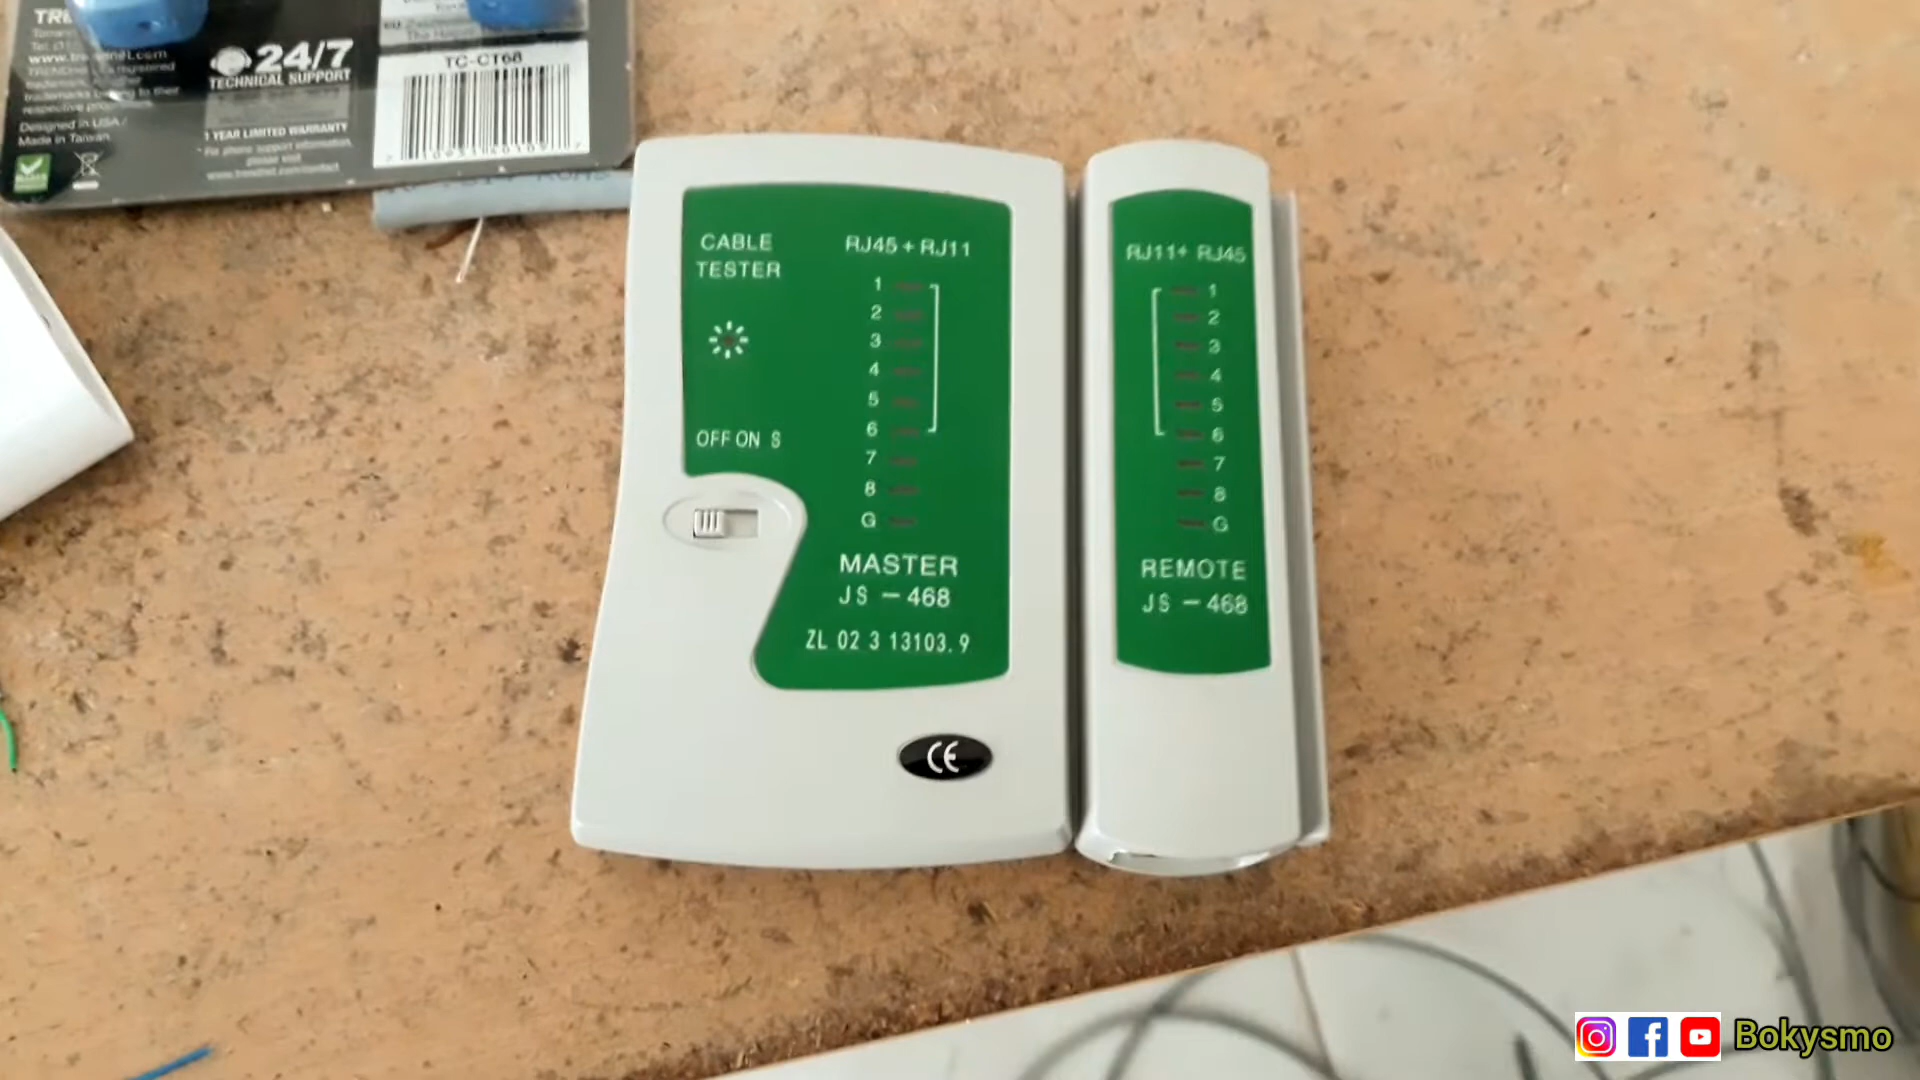 24/7
TECHNICAL SUPPORT
1 YEAR LIMITED WARRANTY
Designed in USA /
Made in Taiwan
TC-CT68
CABLE
TESTER
OFF ON S
RJ45 + RJ11
1
2
3
4
5
6
7
8
G
MASTER
JS - 468
ZL 02 3 13103.9
CE
RJ11+ RJ45
1
2
3
4
5
6
7
8
G
REMOTE
JS - 468
Bokysmo